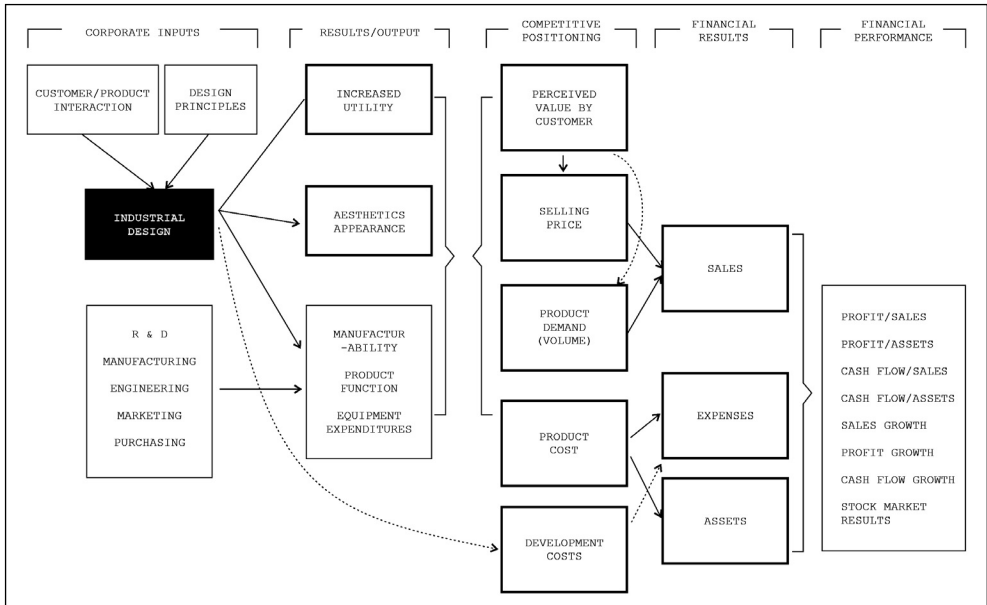 CORPORATE INPUTS
RESULTS/OUTPUT
COMPETITIVE
POSITIONING
FINANCIAL
RESULTS
FINANCIAL
PERFORMANCE
CUSTOMER/PRODUCT
INTERACTION
DESIGN
PRINCIPLES
INDUSTRIAL
DESIGN
R & D
MANUFACTURING
ENGINEERING
MARKETING
PURCHASING
INCREASED
UTILITY
AESTHETICS
APPEARANCE
MANUFACTUR
-ABILITY
PRODUCT
FUNCTION
EQUIPMENT
EXPENDITURES
PERCEIVED
VALUE BY
CUSTOMER
SELLING
PRICE
PRODUCT
DEMAND
(VOLUME)
PRODUCT
COST
DEVELOPMENT
COSTS
SALES
EXPENSES
ASSETS
PROFIT/SALES
PROFIT/ASSETS
CASH FLOW/SALES
CASH FLOW/ASSETS
SALES GROWTH
PROFIT GROWTH
CASH FLOW GROWTH
STOCK MARKET
RESULTS